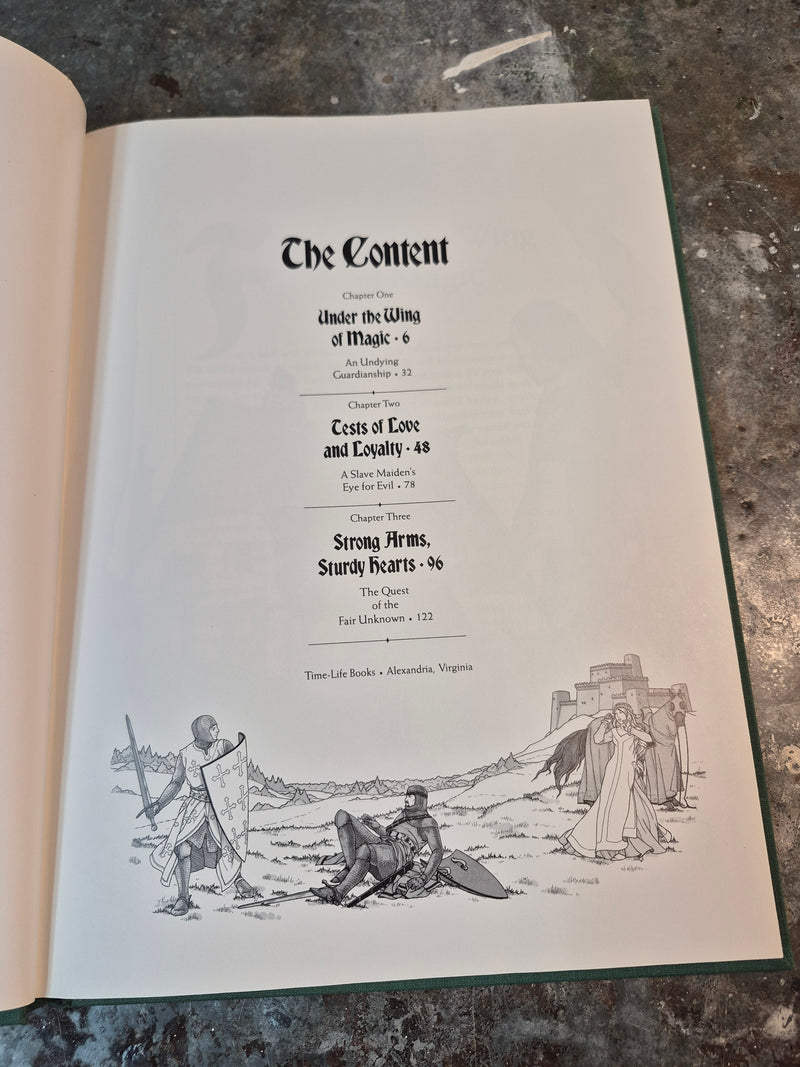 The Content
Chapter One
Under the Wing
of Magic • 6
An Undying
Guardianship • 32
Chapter Two
Tests of Love
and Loyalty • 48
A Slave Maiden's
Eye for Evil • 78
Chapter Three
Strong Arms,
Sturdy Hearts • 96
The Quest
of the
Fair Unknown • 122
Time-Life Books • Alexandria, Virginia